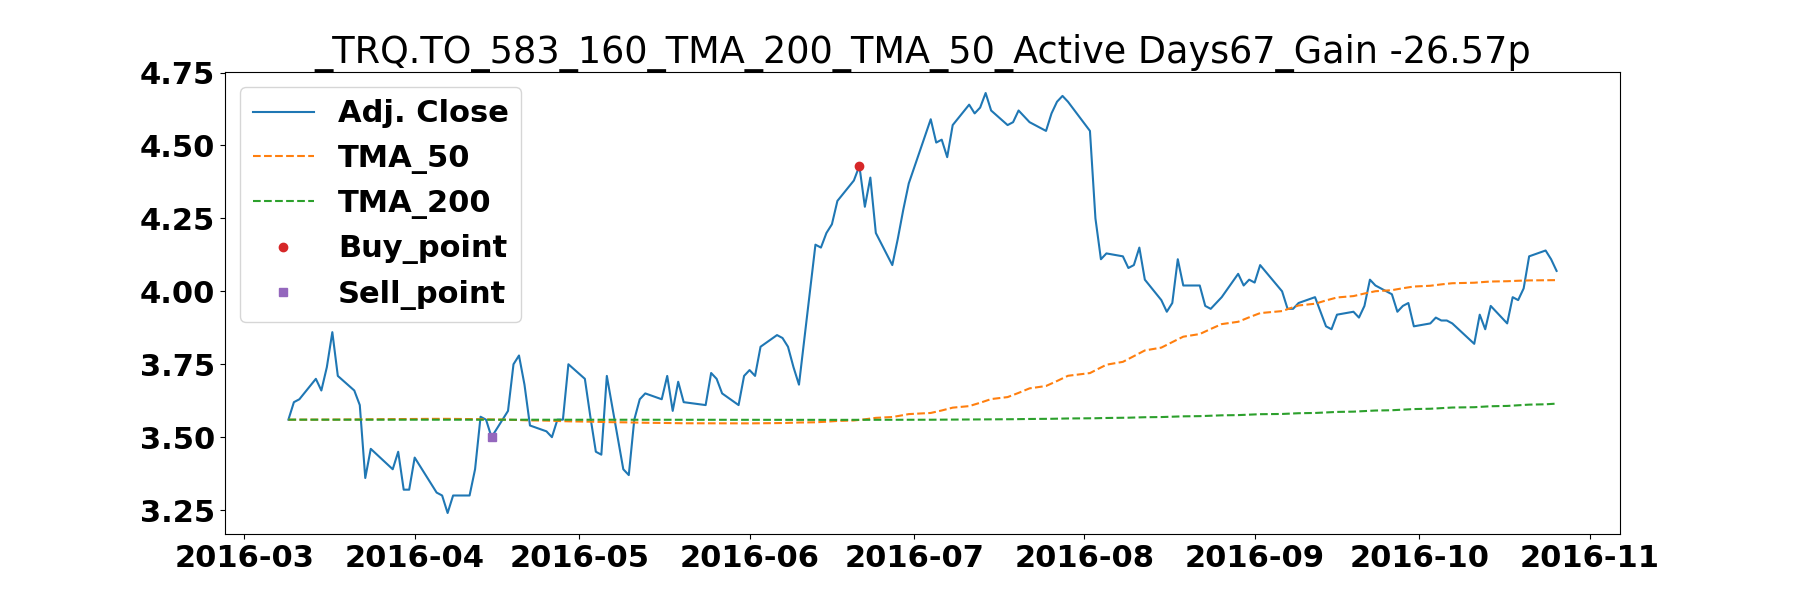 _TRQ.TO_583_160_TMA_200_TMA_50_Active Days67_Gain -26.57p
4.75
4.50
4.25
4.00
3.75
3.50
3.25
Adj. Close
TMA_50
TMA_200
Buy_point
Sell_point
2016-03 2016-04 2016-05 2016-06 2016-07 2016-08 2016-09 2016-10 2016-11